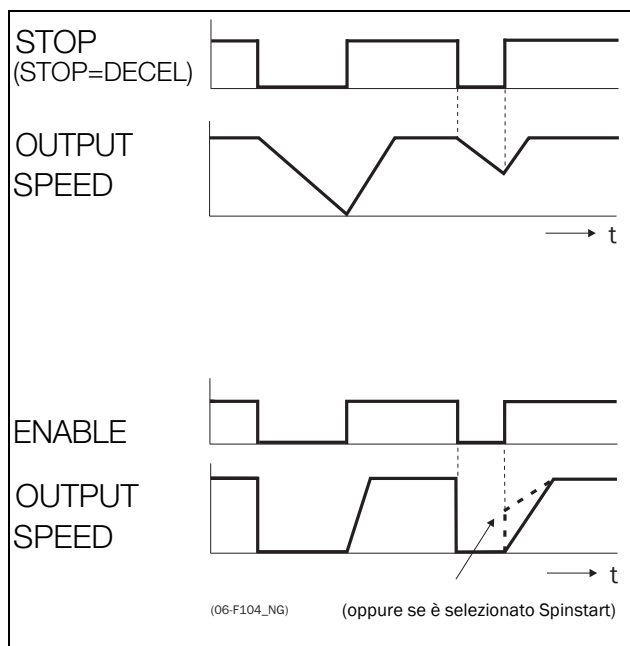 STOP
(STOP=DECEL)
OUTPUT
SPEED
t
ENABLE
OUTPUT
SPEED
t
(06-F104_NG)
(oppure se è selezionato Spinstart)